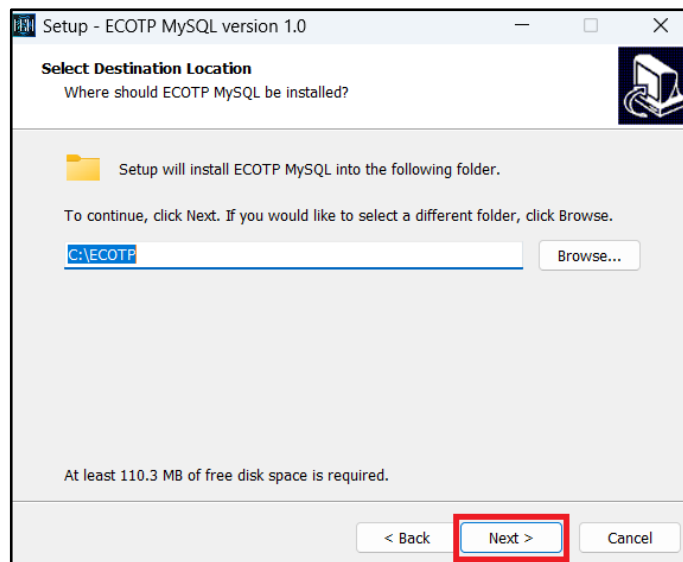 Setup - ECOTP MySQL version 1.0
Select Destination Location
Where should ECOTP MySQL be installed?
Setup will install ECOTP MySQL into the following folder.
To continue, click Next. If you would like to select a different folder, click Browse.
C:\ECOTP
Browse...
At least 110.3 MB of free disk space is required.
< Back
Next >
Cancel